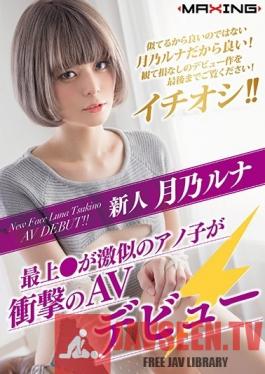 MAXING
似てるから良いのではない
月乃ルナだから良い!
観て損なしのデビュー作を
最後までご覧ください!
イチオシ!!
New Face Luna Tsukino
AV DEBUT!!
新人 月乃ルナ
最上●が激似のアノ子が
衝撃のAV
デビュー
SEEN.TV
FREE JAV LIBRARY